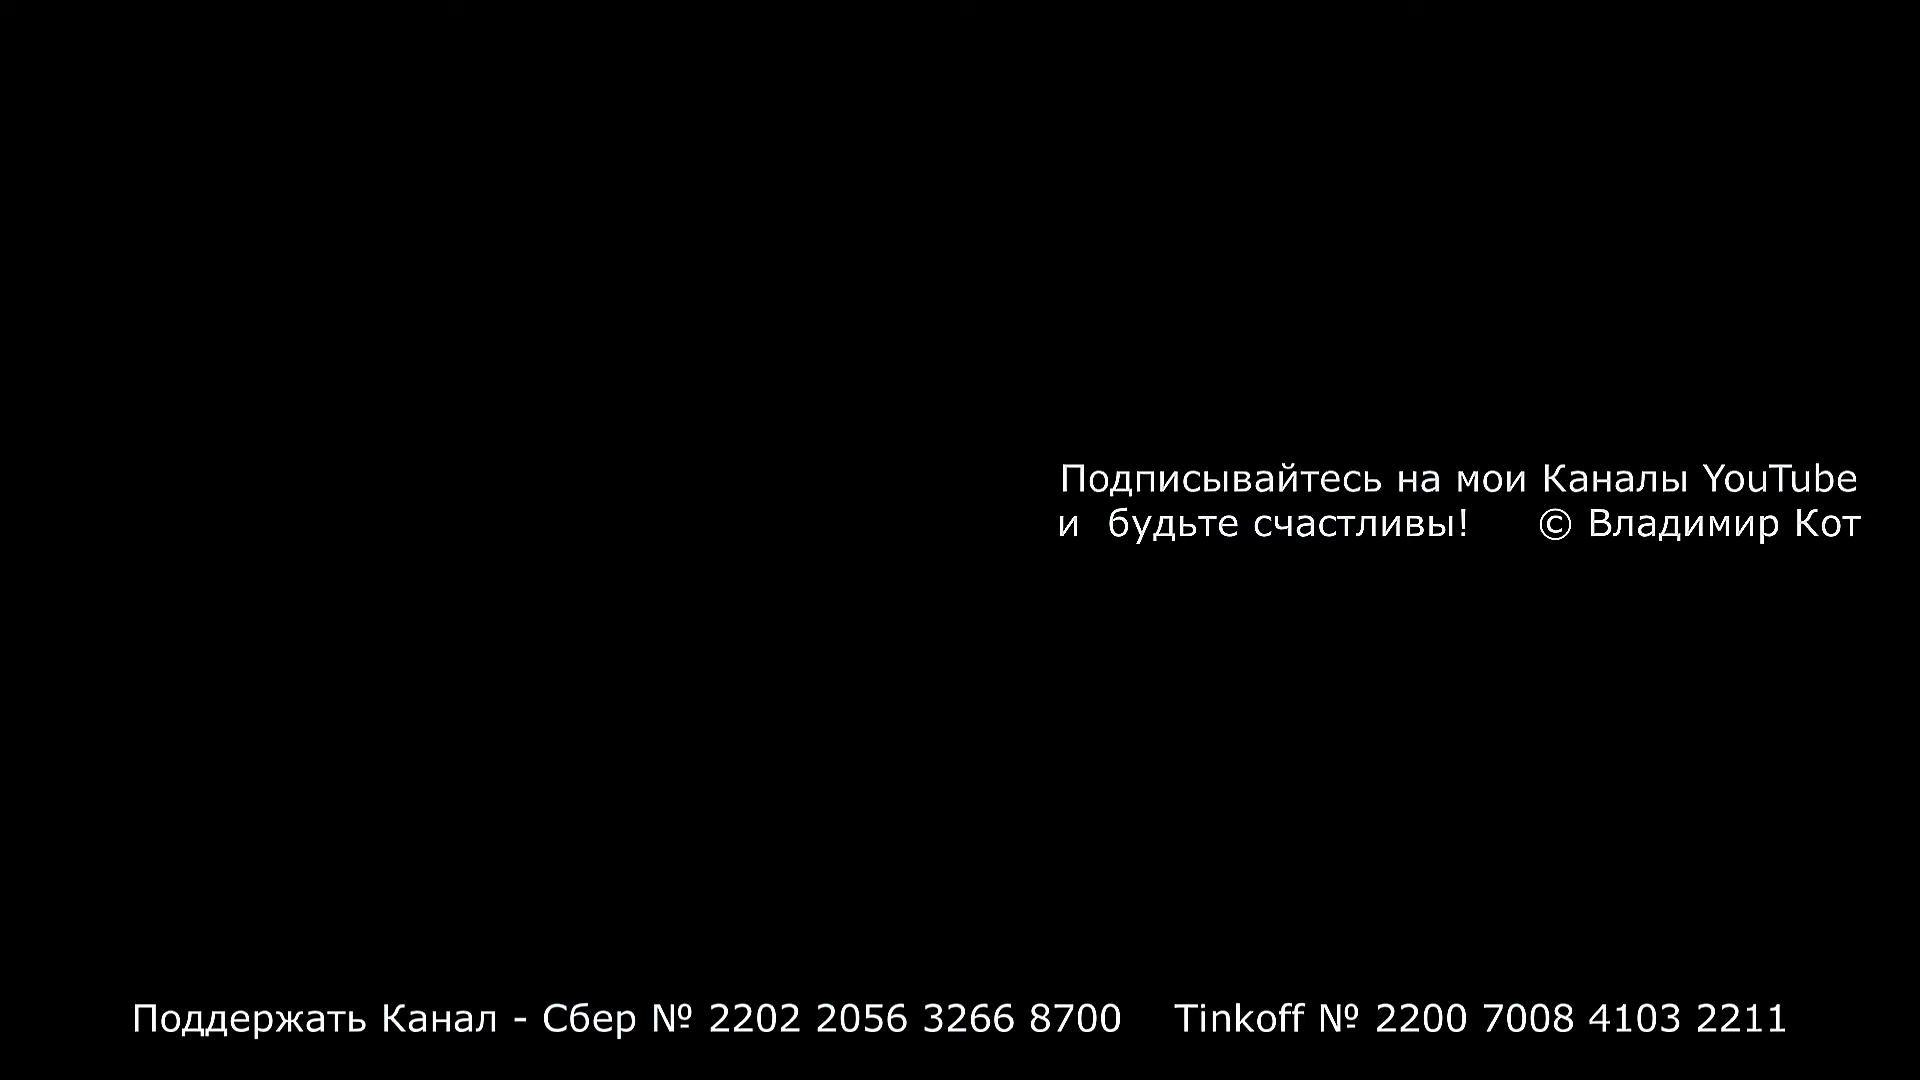 Подписывайтесь на мои Каналы YouTube
и  будьте счастливы!     © Владимир Кот
Поддержать Канал - Сбер № 2202 2056 3266 8700    Tinkoff № 2200 7008 4103 2211